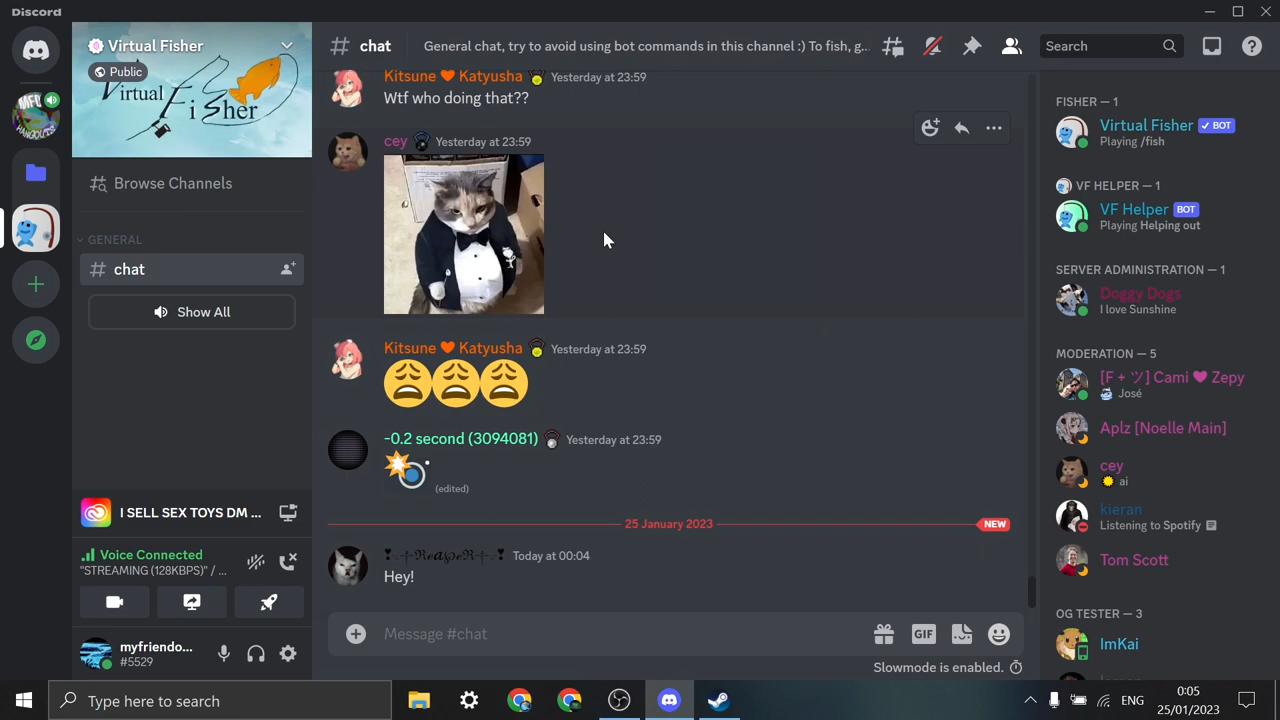 Discord
Virtual Fisher
Public
Virtual Fisher
Browse Channels
GENERAL
chat
Show All
I SELL SEX TOYS DM ...
Voice Connected
"STREAMING (128KBPS)" / ...
myfriendo...
#5529
chat
General chat, try to avoid using bot commands in this channel :) To fish, g...
Search
Kitsune ♥ Katyusha Yesterday at 23:59
Wtf who doing that??
cey Yesterday at 23:59
Kitsune ♥ Katyusha Yesterday at 23:59
😩😩😩
-0.2 second (3094081) Yesterday at 23:59
(edited)
25 January 2023
NEW
Today at 00:04
Hey!
Message #chat
GIF
Slowmode is enabled.
FISHER — 1
Virtual Fisher ✓ BOT
Playing /fish
VF HELPER — 1
VF Helper BOT
Playing Helping out
SERVER ADMINISTRATION — 1
Doggy Dogs
I love Sunshine
MODERATION — 5
[F + ツ] Cami ♥ Zepy
José
Aplz [Noelle Main]
cey
ai
kieran
Listening to Spotify
Tom Scott
OG TESTER — 3
ImKai
Type here to search
ENG
0:05
25/01/2023